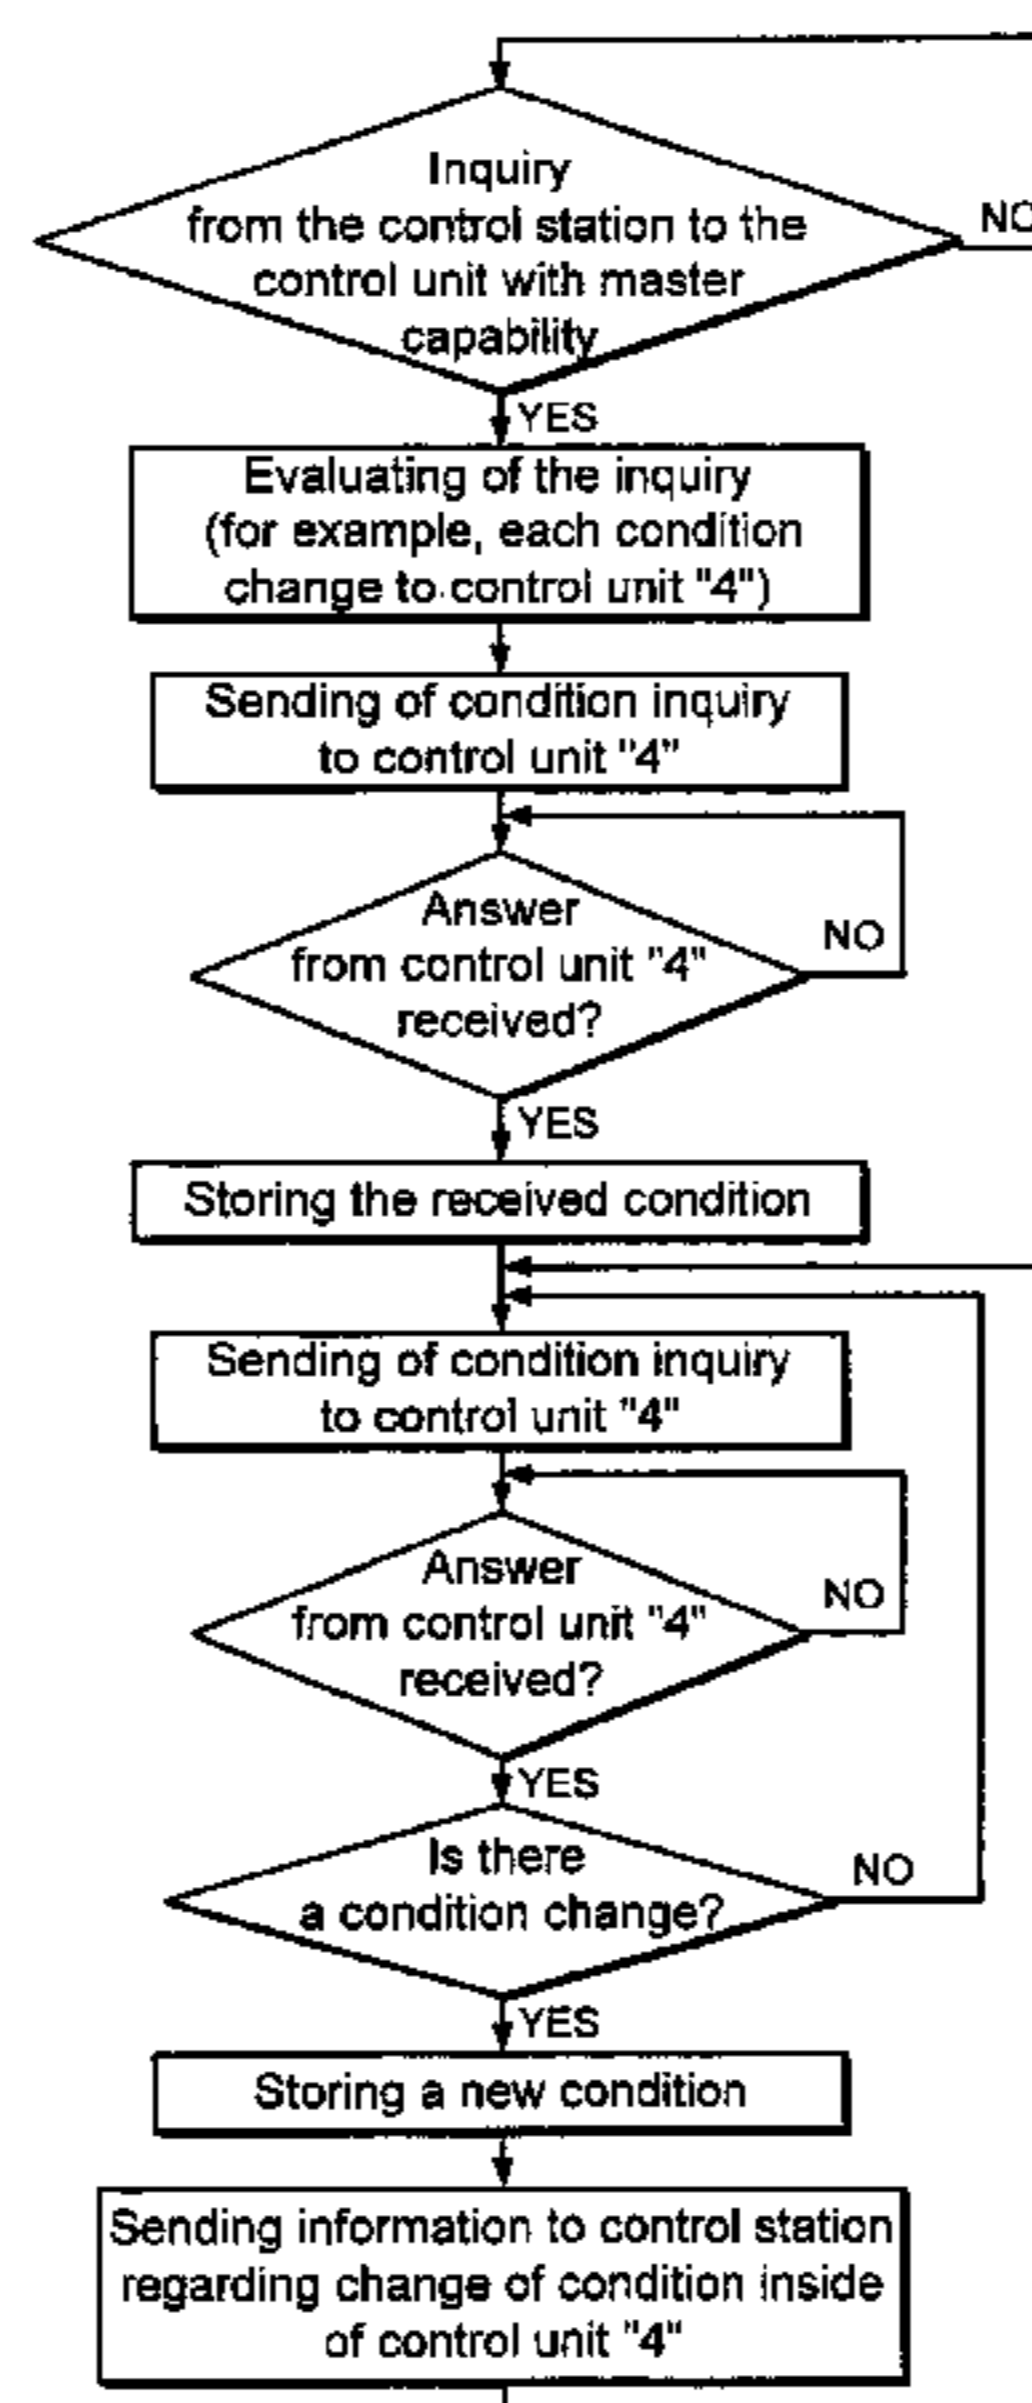 Inquiry
from the control station to the
control unit with master
capability
NO
YES
Evaluating of the inquiry
(for example, each condition
change to control unit "4")
Sending of condition inquiry
to control unit "4"
Answer
from control unit "4"
received?
NO
YES
Storing the received condition
Sending of condition inquiry
to control unit "4"
Answer
from control unit "4"
received?
NO
YES
Is there
a condition change?
NO
YES
Storing a new condition
Sending information to control station
regarding change of condition inside
of control unit "4"